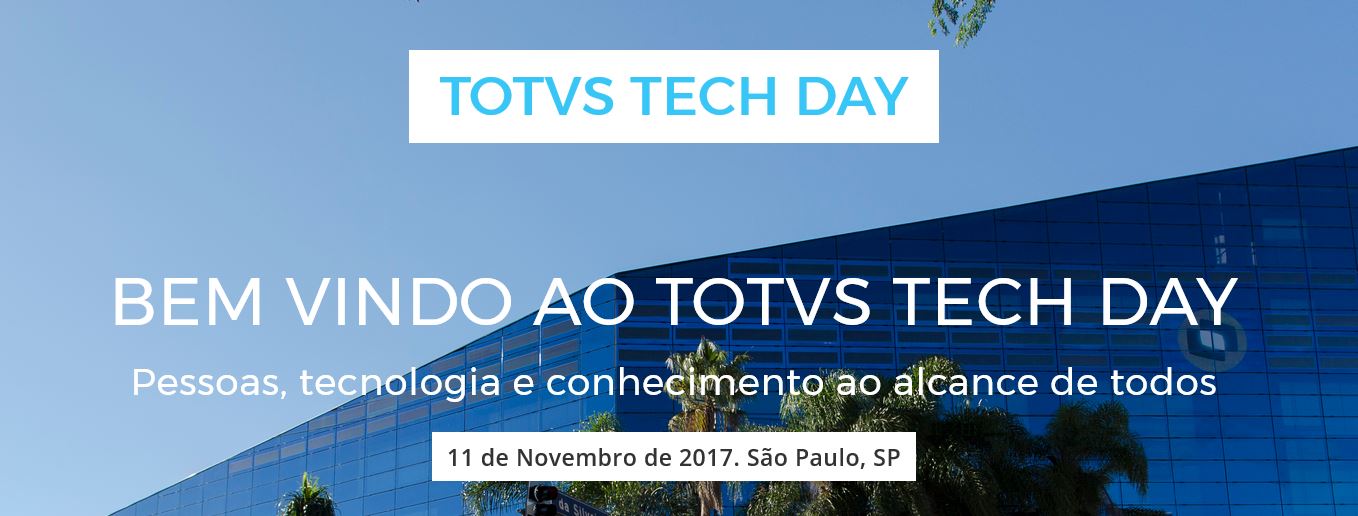 TOTVS TECH DAY
BEM VINDO AO TOTVS TECH DAY
Pessoas, tecnologia e conhecimento ao alcance de todos
11 de Novembro de 2017. São Paulo, SP
da